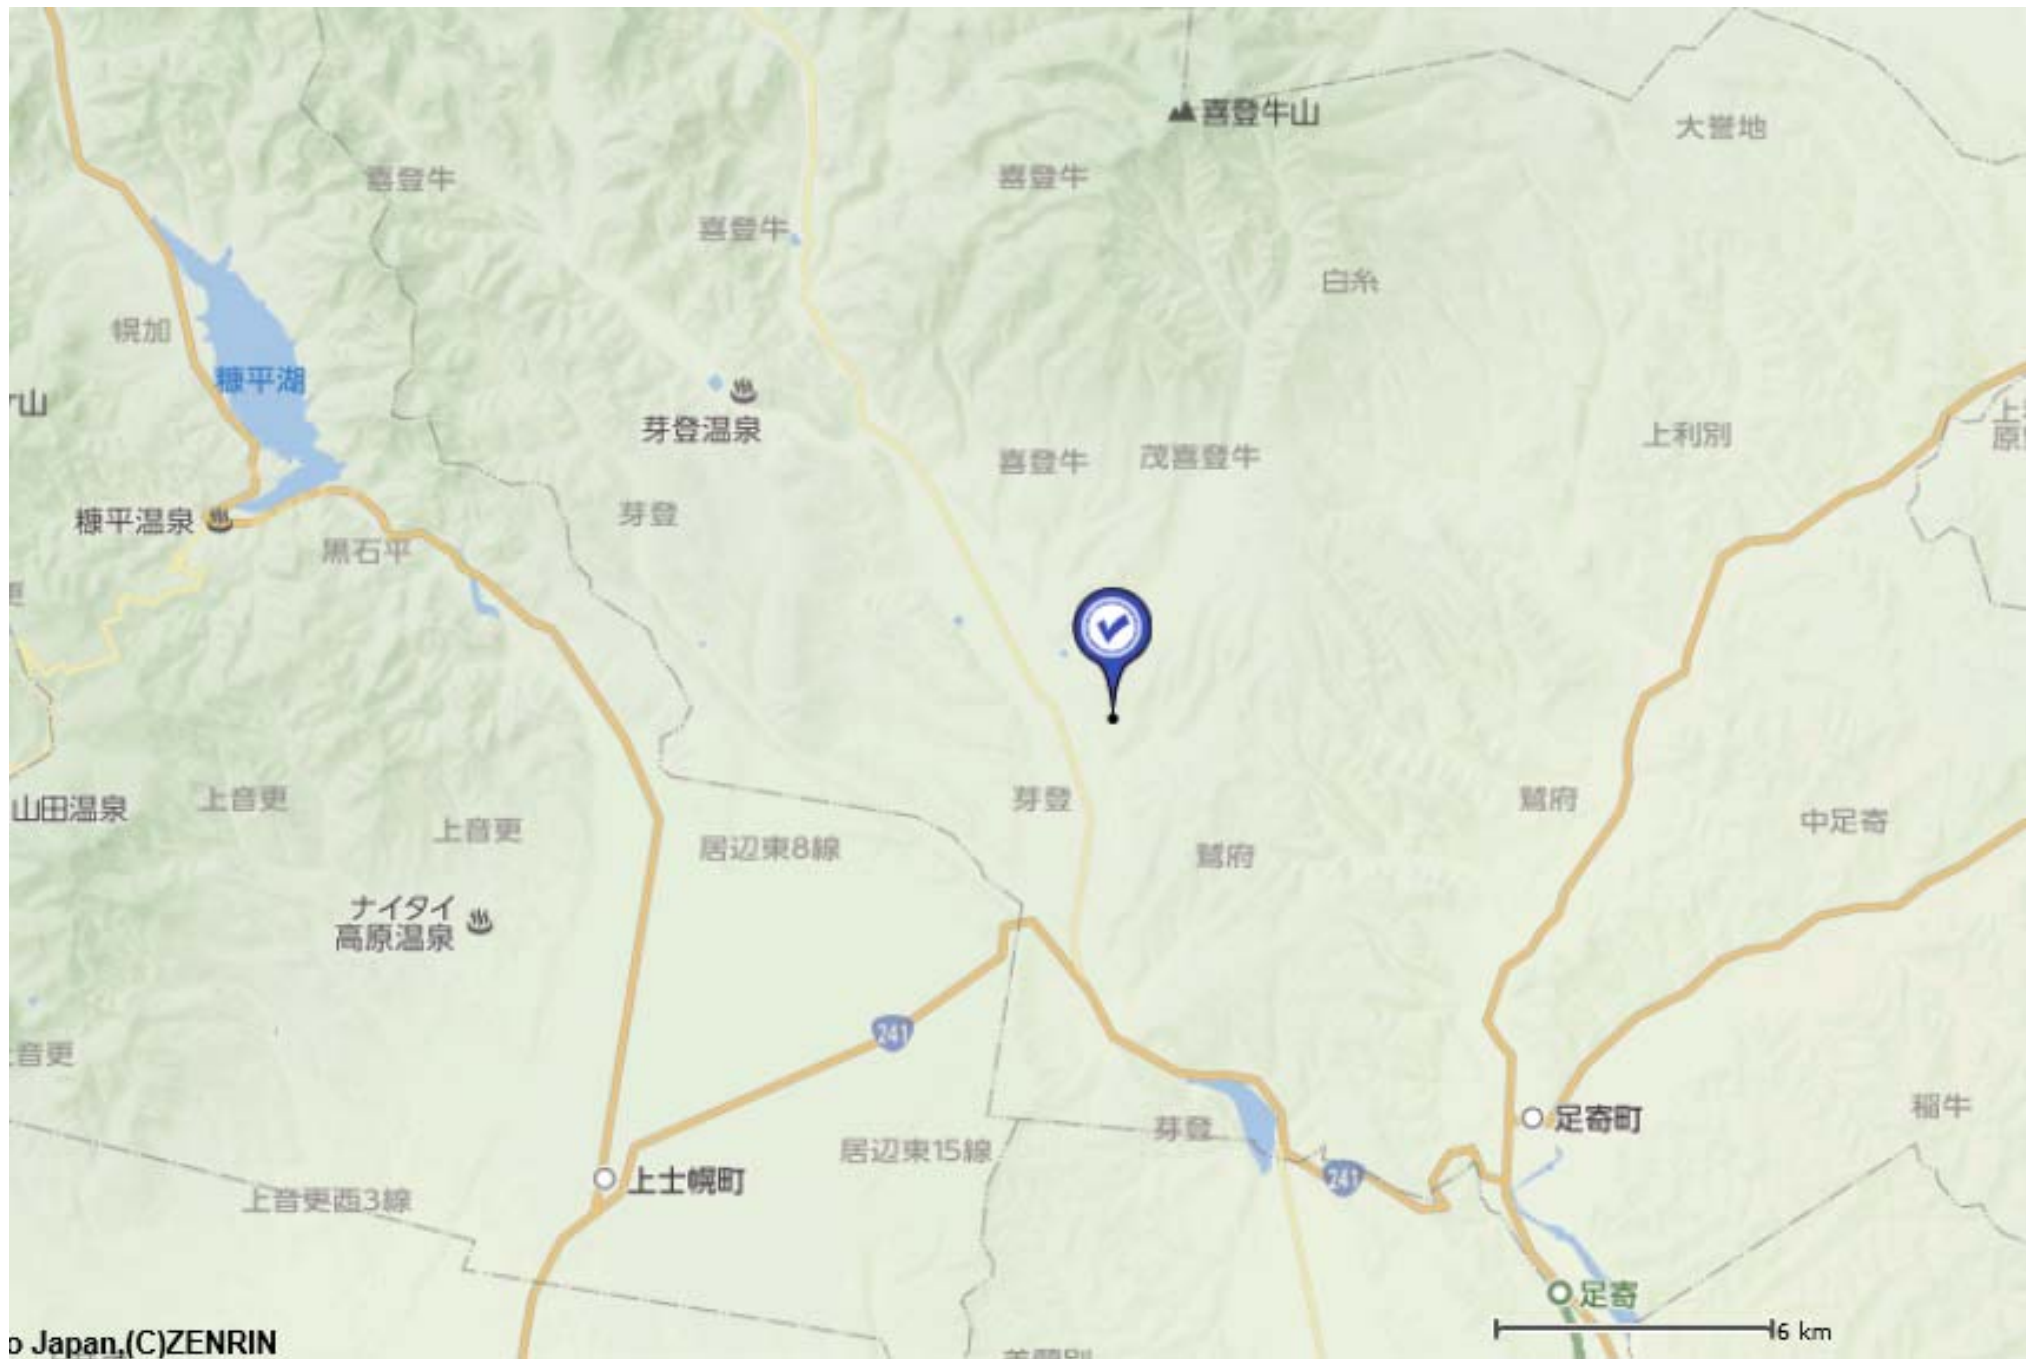 喜登牛山
大誉地
喜登牛
喜登牛
喜登牛
白糸
幌加
糠平湖
山
芽登温泉
上利別
喜登牛
茂喜登牛
芽登
糠平温泉
黒石平
山田温泉
上音更
上音更
居辺東8線
芽登
鷲府
鷲府
中足寄
ナイタイ
高原温泉
241
音更
足寄町
稲牛
芽登
居辺東15線
241
上士幌町
上音更西3線
足寄
6 km
o Japan,(C)ZENRIN